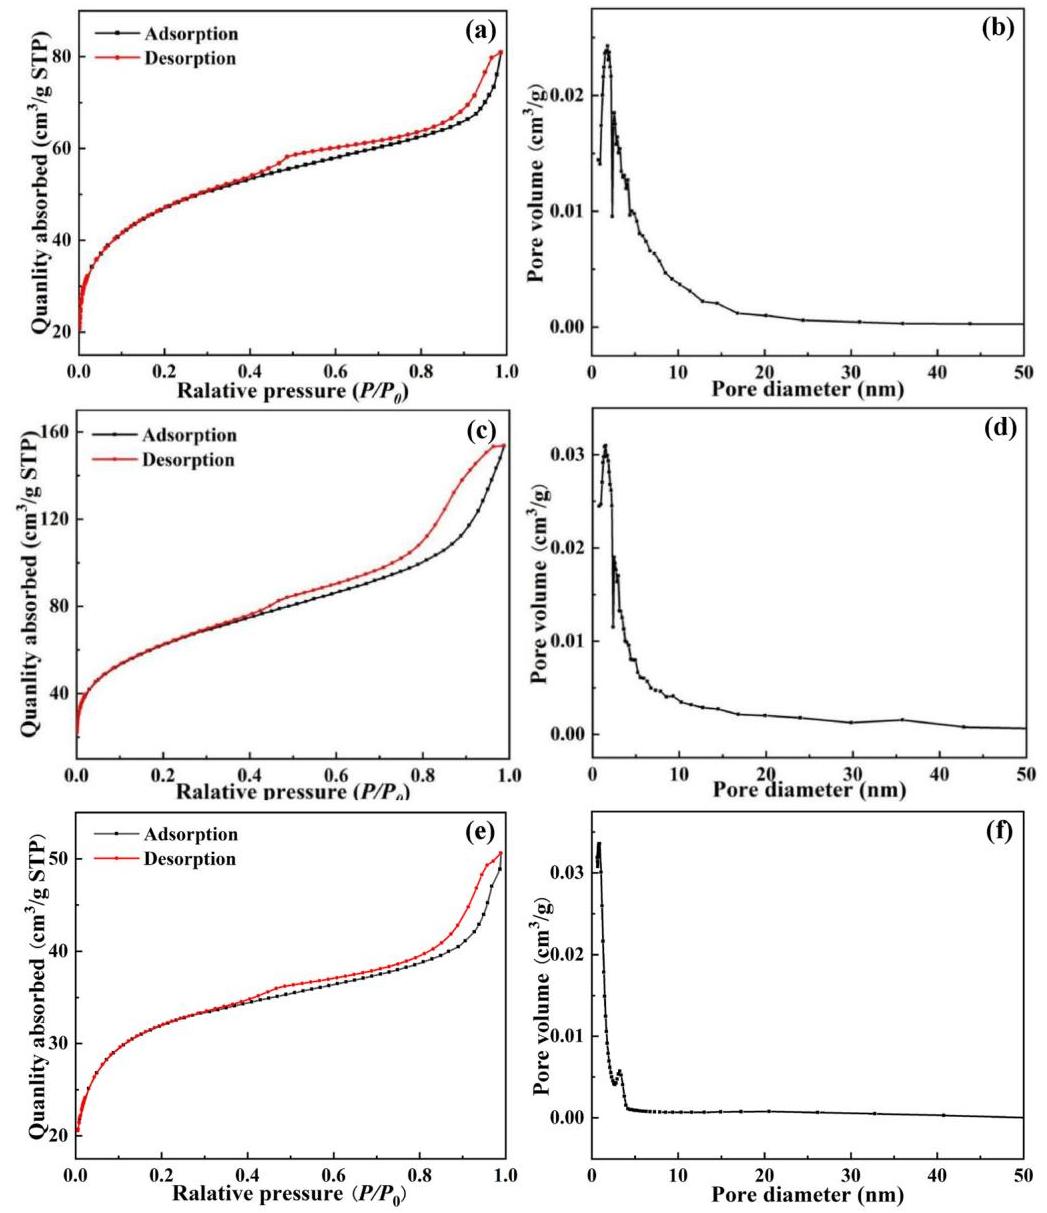 (a)
Adsorption
Desorption
Quanlity absorbed (cm³/g STP)
80
60
40
20
0.0 0.2 0.4 0.6 0.8 1.0
Ralative pressure (P/P₀)
(b)
Pore volume (cm³/g)
0.02
0.01
0.00
0 10 20 30 40 50
Pore diameter (nm)
(c)
Adsorption
Desorption
Quanlity absorbed (cm³/g STP)
160
120
80
40
0.0 0.2 0.4 0.6 0.8 1.0
Ralative pressure (P/P₀)
(d)
Pore volume (cm³/g)
0.03
0.02
0.01
0.00
0 10 20 30 40 50
Pore diameter (nm)
(e)
Adsorption
Desorption
Quanlity absorbed (cm³/g STP)
50
40
30
20
0.0 0.2 0.4 0.6 0.8 1.0
Ralative pressure (P/P₀)
(f)
Pore volume (cm³/g)
0.03
0.02
0.01
0.00
0 10 20 30 40 50
Pore diameter (nm)